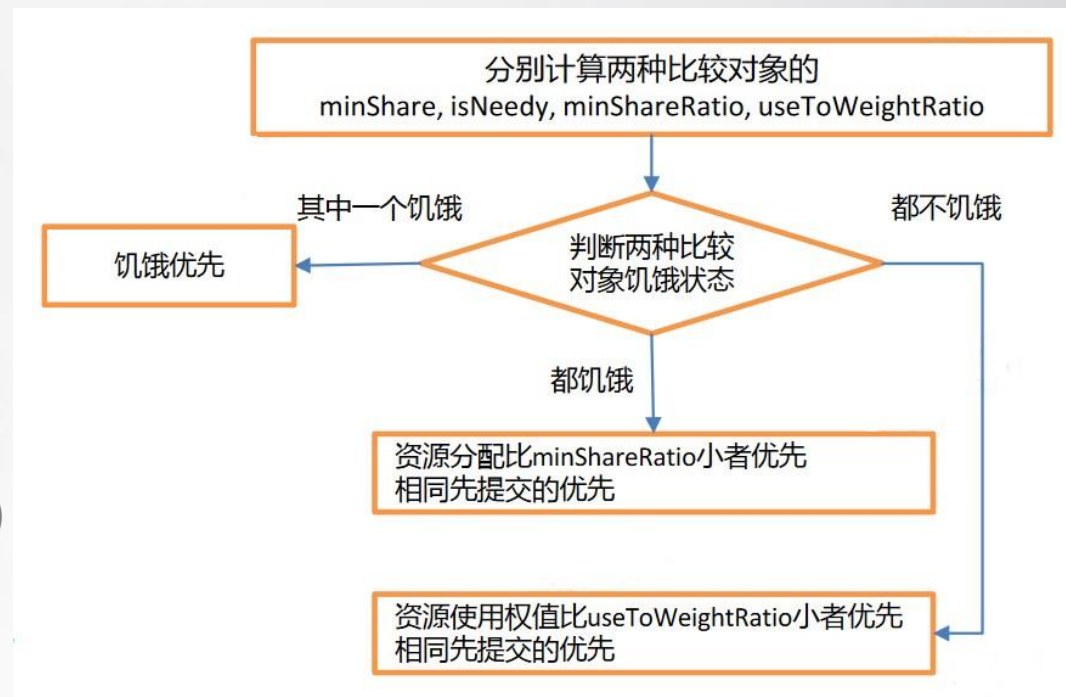 分别计算两种比较对象的
minShare, isNeedy, minShareRatio, useToWeightRatio
其中一个饥饿
都不饥饿
饥饿优先
判断两种比较
对象饥饿状态
都饥饿
资源分配比minShareRatio小者优先
相同先提交的优先
资源使用权值比useToWeightRatio小者优先
相同先提交的优先